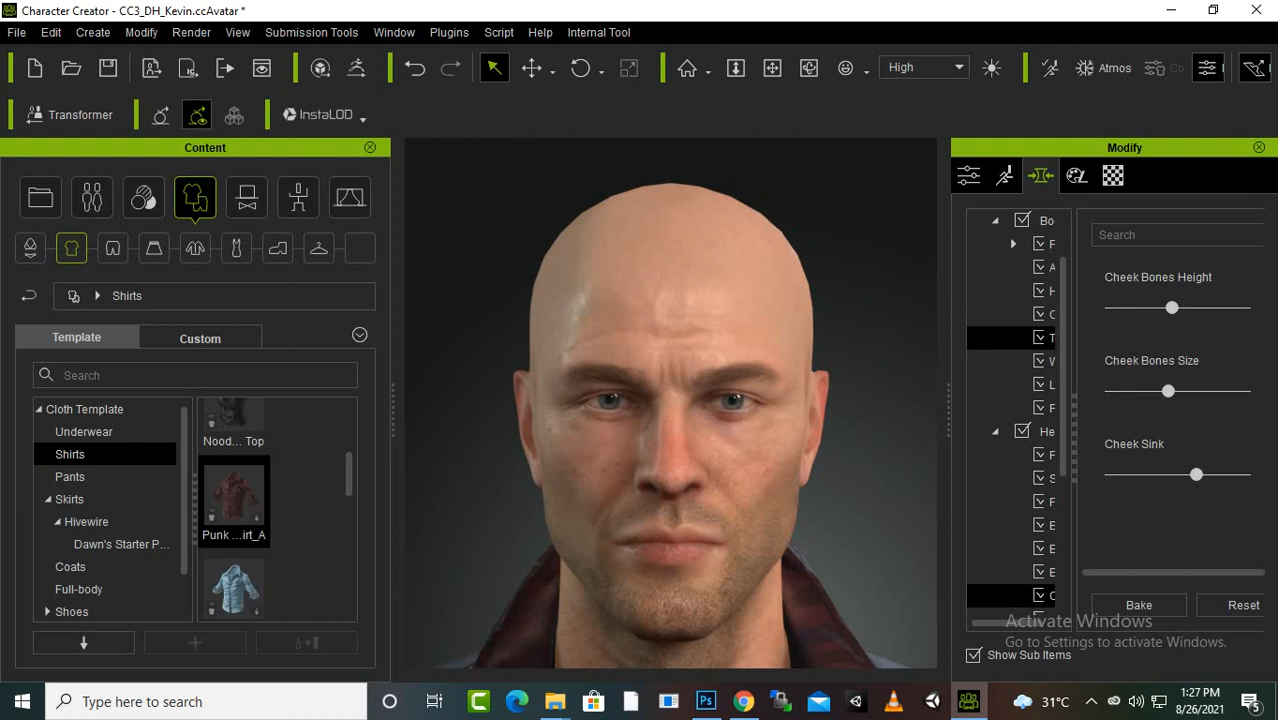 Character Creator - CC3_DH_Kevin.ccAvatar *
File Edit Create Modify Render View Submission Tools Window Plugins Script Help Internal Tool
High
Atmos
Transformer
InstaLOD
Content
Shirts
Template
Custom
Search
Cloth Template
Underwear
Shirts
Pants
Skirts
Hivewire
Dawn's Starter P...
Coats
Full-body
Shoes
Nood... Top
Punk ...irt_A
Modify
Bo
F
A
H
C
T
W
L
F
He
F
S
F
E
E
E
C
Search
Cheek Bones Height
Cheek Bones Size
Cheek Sink
Bake
Reset
Activate Windows
Go to Settings to activate Windows.
Show Sub Items
Type here to search
31°C
1:27 PM
8/26/2021
5